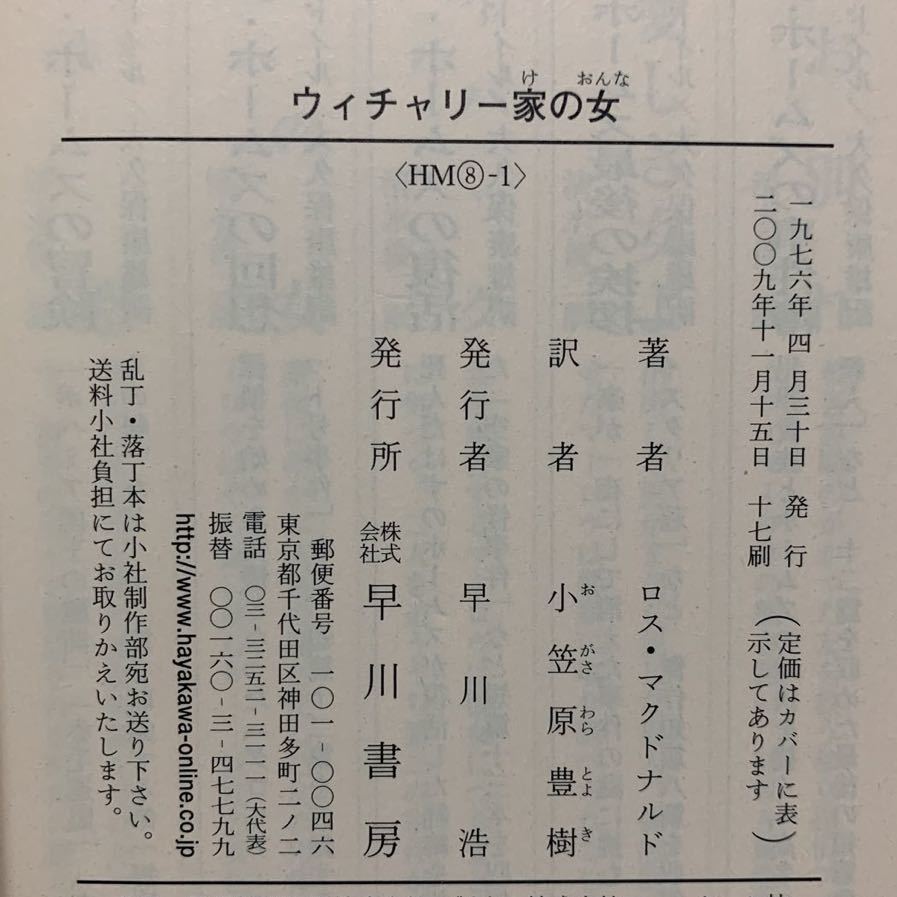 ウィチャリー家の女
〈HM⑧-1〉
一九七六年 四 月三十日 発 行
二〇〇九年十一月十五日 十七刷
(定価はカバーに表示してあります)
著 者 ロス・マクドナルド
訳 者 小笠原豊樹
発行者 早川 浩
発行所 株式会社 早川書房
郵便番号 一〇一-〇〇四六
東京都千代田区神田多町二ノ二
電話 〇三-三二五二-三一一一(大代表)
振替 〇〇一六〇-三-四七七九九
http://www.hayakawa-online.co.jp
乱丁・落丁本は小社制作部宛お送り下さい。
送料小社負担にてお取りかえいたします。